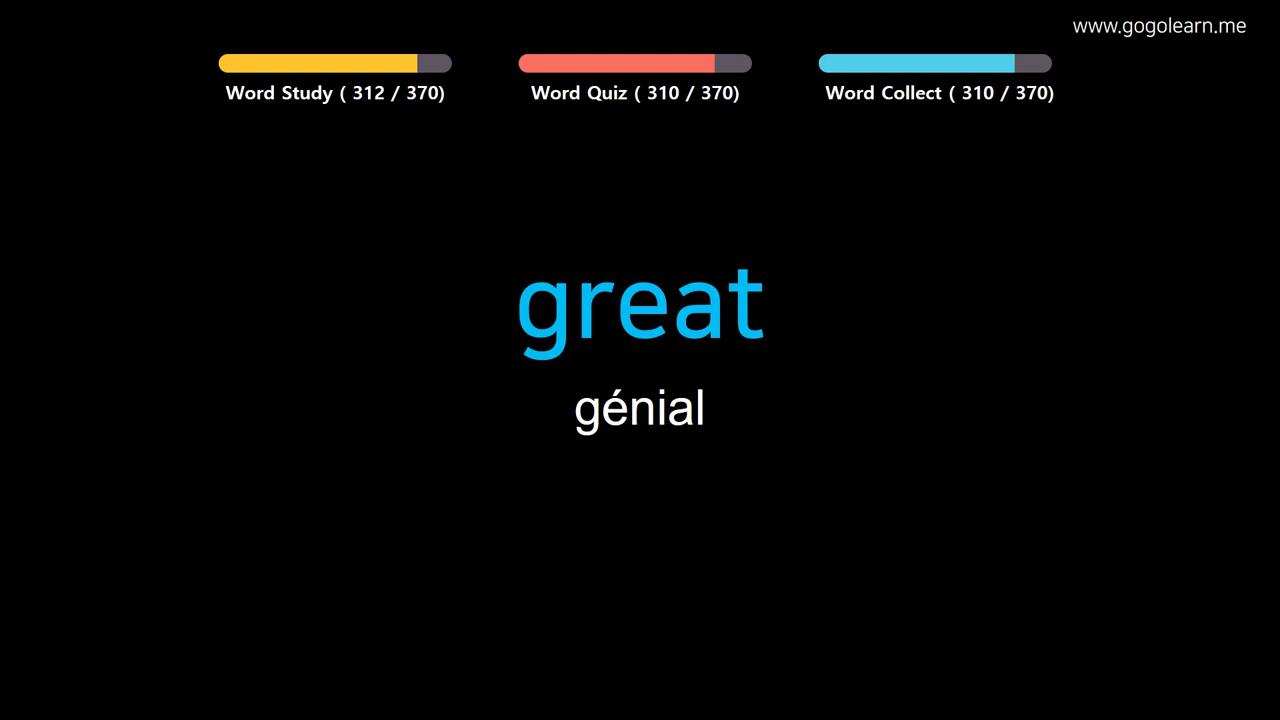 www.gogolearn.me
Word Study ( 312 / 370)
Word Quiz ( 310 / 370)
Word Collect ( 310 / 370)
great
génial